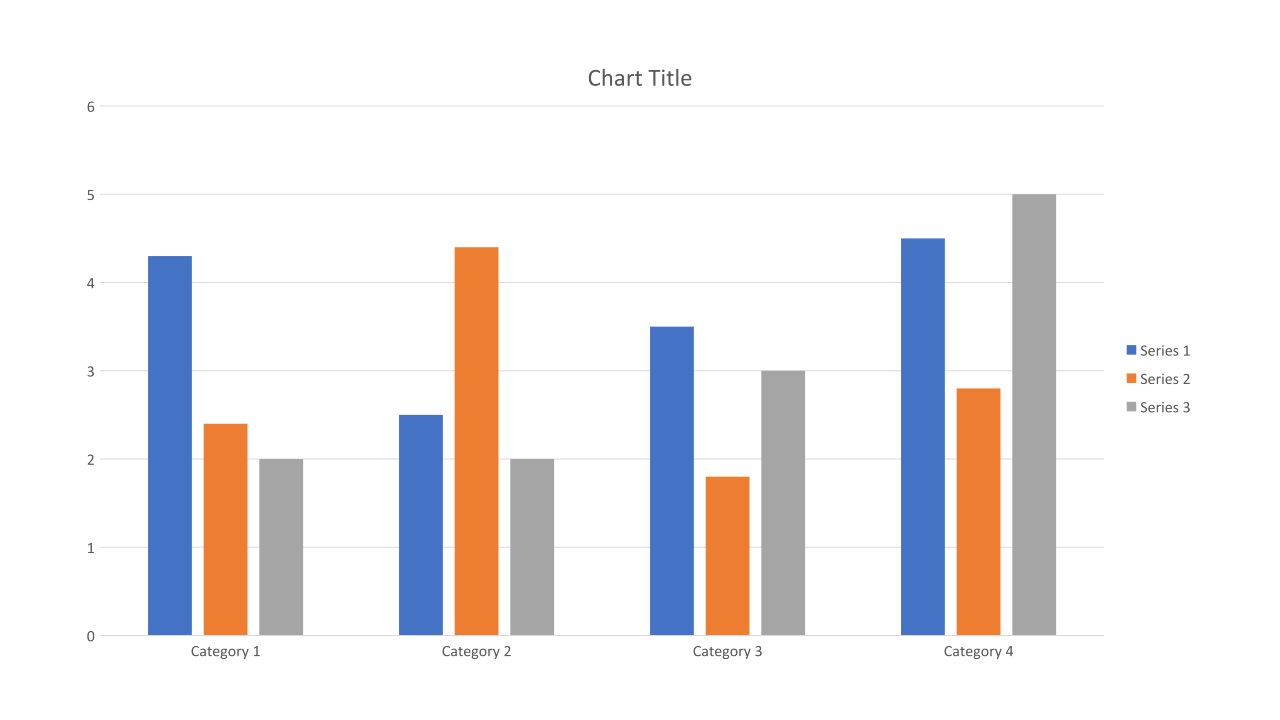 Chart Title
6
5
4
3
2
1
0
Category 1
Category 2
Category 3
Category 4
Series 1
Series 2
Series 3